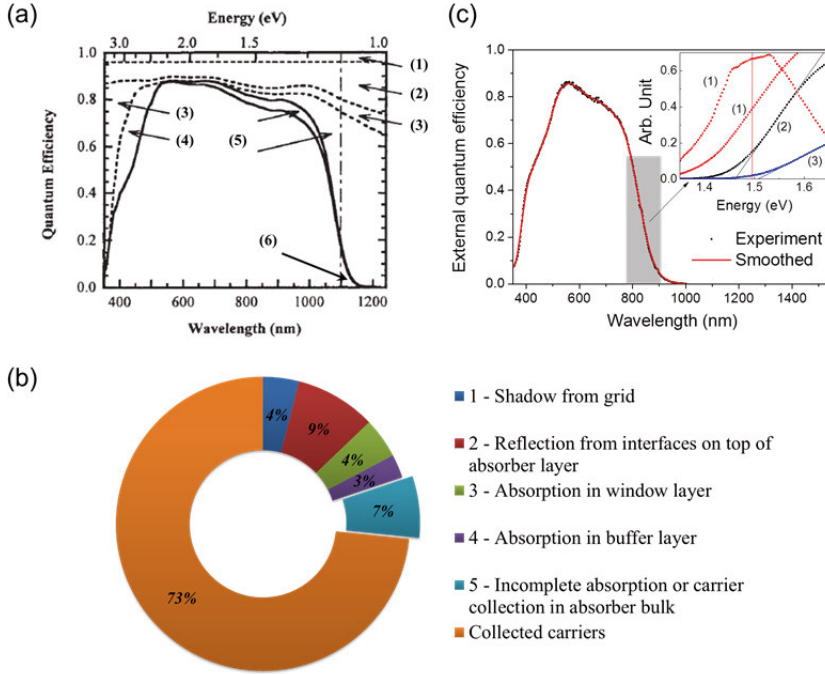 (a)
Energy (eV)
3.0 2.0 1.5 1.0
1.0
0.8
0.6
0.4
0.2
0.0
Quantum Efficiency
(1)
(2)
(3)
(3)
(4)
(5)
(6)
400 600 800 1000 1200
Wavelength (nm)
(c)
External quantum efficiency
1.0
0.8
0.6
0.4
0.2
0.0
400 600 800 1000 1200 1400
Wavelength (nm)
Experiment
Smoothed
Arb. Unit
0.6
0.4
0.2
0.0
(1)
(1)
(2)
(3)
1.4 1.5 1.6
Energy (eV)
(b)
4%
9%
4%
3%
7%
73%
1 - Shadow from grid
2 - Reflection from interfaces on top of
absorber layer
3 - Absorption in window layer
4 - Absorption in buffer layer
5 - Incomplete absorption or carrier
collection in absorber bulk
Collected carriers